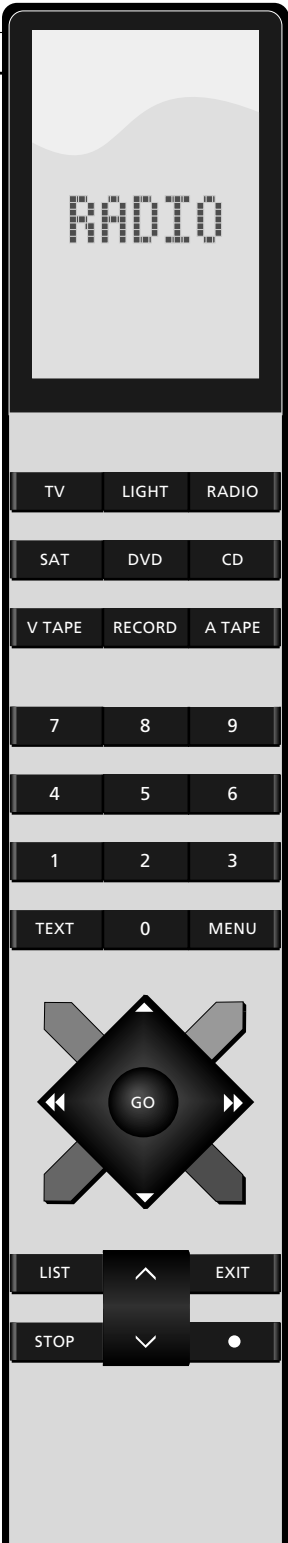 RADIO
TV LIGHT RADIO
SAT DVD CD
V TAPE RECORD A TAPE
7 8 9
4 5 6
1 2 3
TEXT 0 MENU
GO
LIST EXIT
STOP